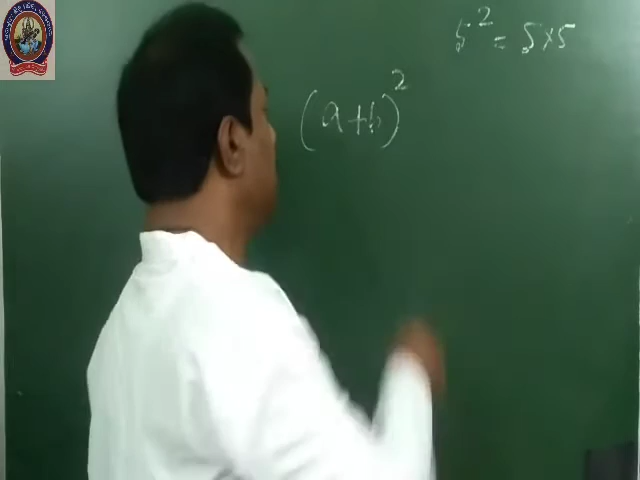 5² = 5×5
(a+b)²